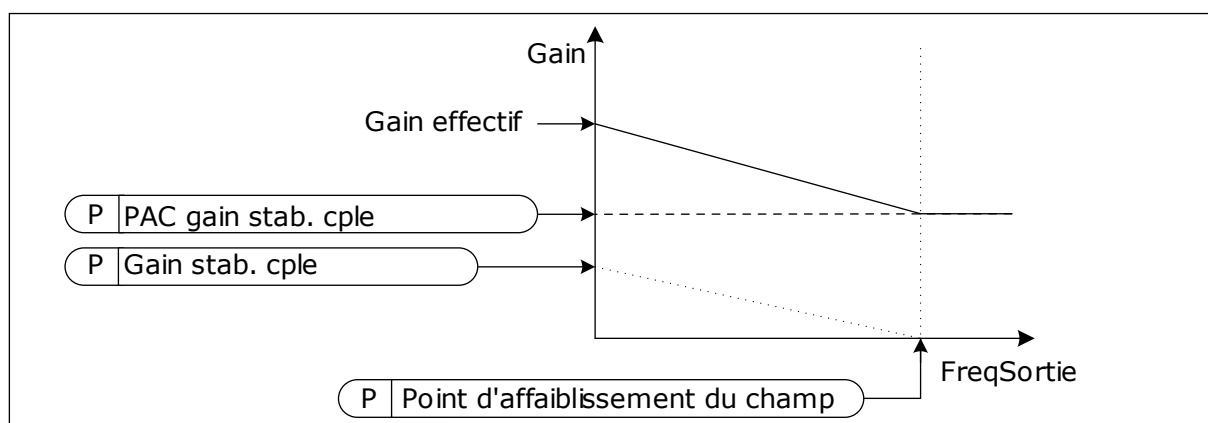 Gain
Gain effectif
P PAC gain stab. cple
P Gain stab. cple
FreqSortie
P Point d'affaiblissement du champ